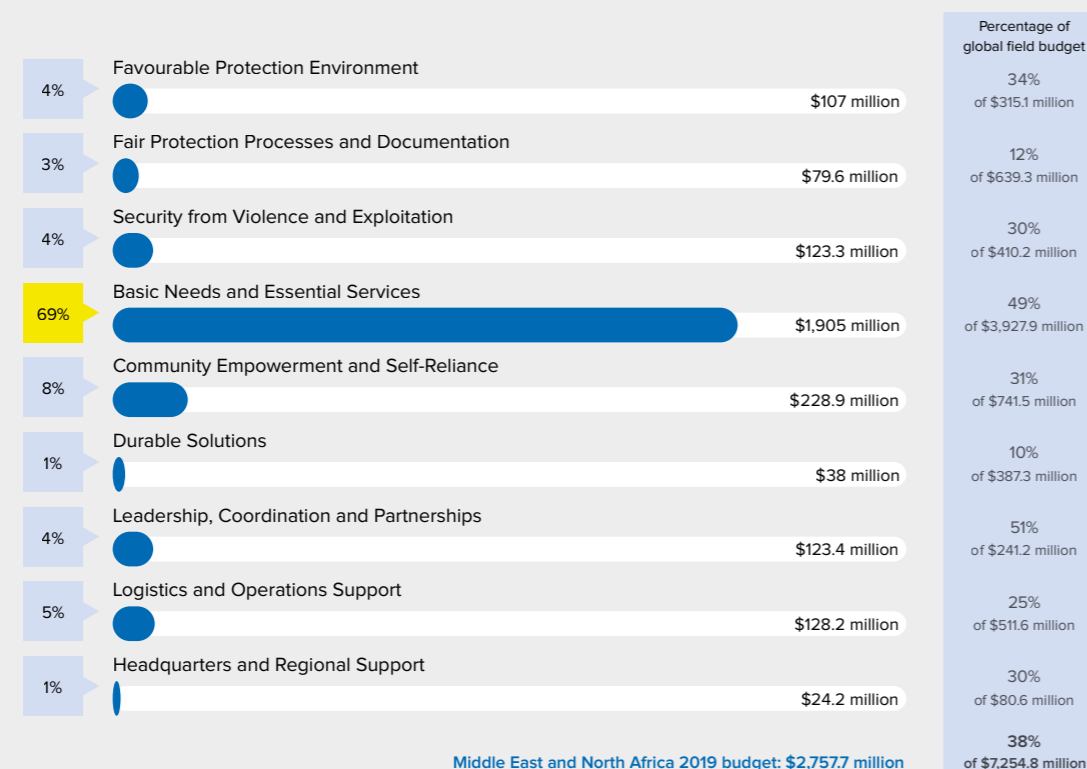 Percentage of
global field budget
Favourable Protection Environment
4%
$107 million
34%
of $315.1 million
Fair Protection Processes and Documentation
3%
$79.6 million
12%
of $639.3 million
Security from Violence and Exploitation
4%
$123.3 million
30%
of $410.2 million
Basic Needs and Essential Services
69%
$1,905 million
49%
of $3,927.9 million
Community Empowerment and Self-Reliance
8%
$228.9 million
31%
of $741.5 million
Durable Solutions
1%
$38 million
10%
of $387.3 million
Leadership, Coordination and Partnerships
4%
$123.4 million
51%
of $241.2 million
Logistics and Operations Support
5%
$128.2 million
25%
of $511.6 million
Headquarters and Regional Support
1%
$24.2 million
30%
of $80.6 million
Middle East and North Africa 2019 budget: $2,757.7 million
38%
of $7,254.8 million